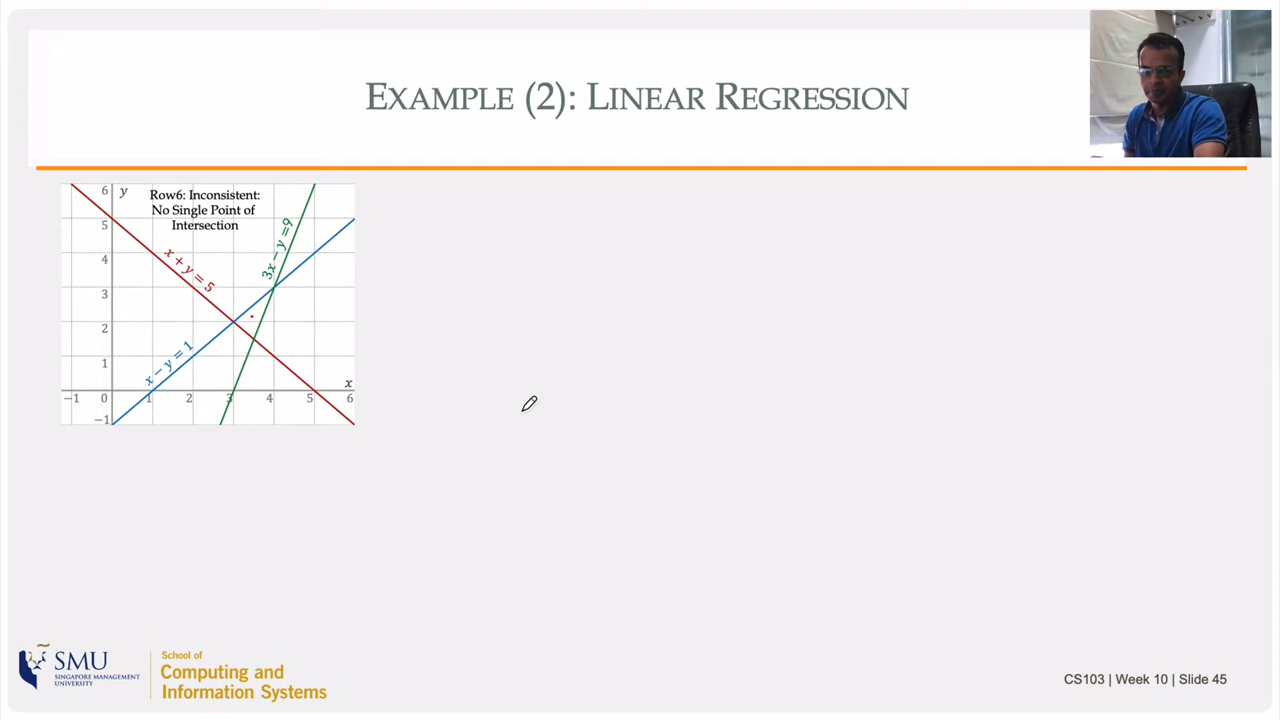 EXAMPLE (2): LINEAR REGRESSION
Row6: Inconsistent:
No Single Point of
Intersection
y
6
5
4
3
2
1
−1
x + y = 5
3x − y =9
x − y = 1
x
−1 0 1 2 3 4 5 6
SMU
SINGAPORE MANAGEMENT
UNIVERSITY
School of
Computing and
Information Systems
CS103 | Week 10 | Slide 45